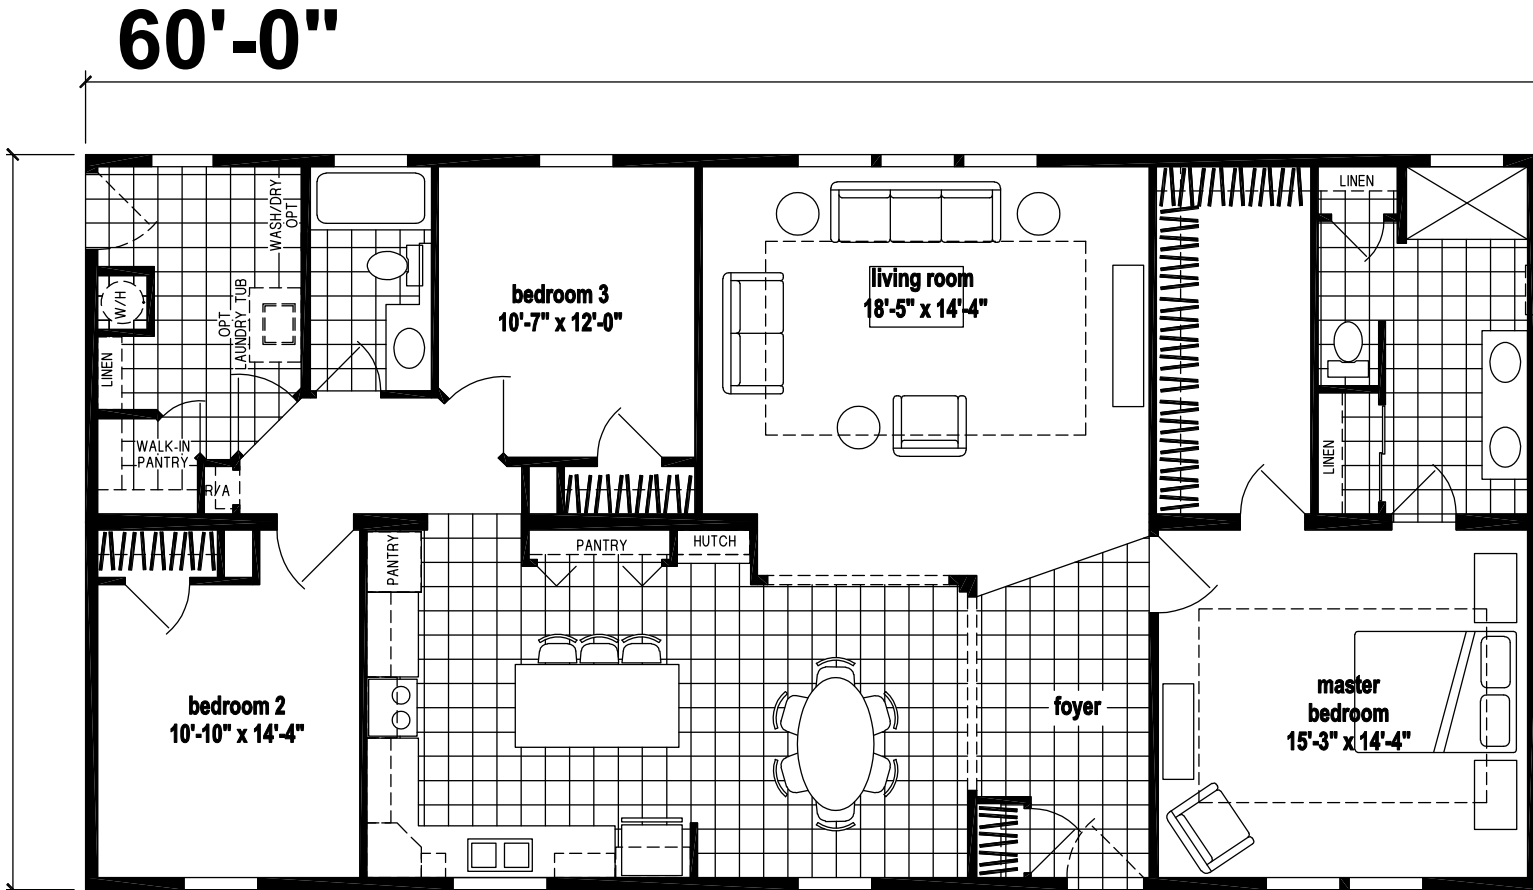 60'-0"
WASH/DRY
OPT
LINEN
W/H
OPT
LAUNDRY TUB
LINEN
bedroom 3
10'-7" x 12'-0"
living room
18'-5" x 14'-4"
WALK-IN
PANTRY
R/A
LINEN
PANTRY
PANTRY
HUTCH
bedroom 2
10'-10" x 14'-4"
foyer
master
bedroom
15'-3" x 14'-4"